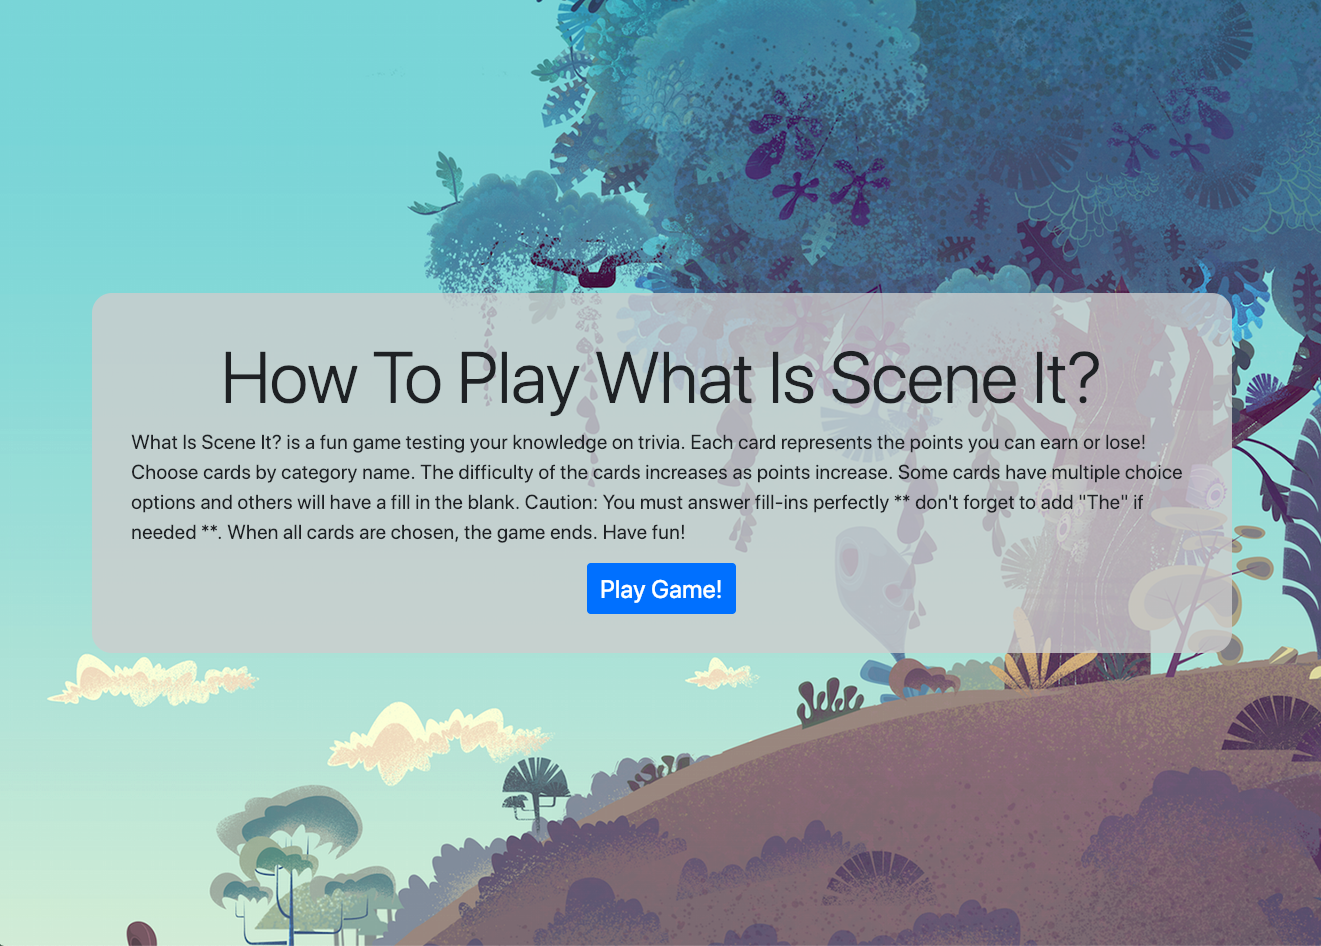 How To Play What Is Scene It?
What Is Scene It? is a fun game testing your knowledge on trivia. Each card represents the points you can earn or lose!
Choose cards by category name. The difficulty of the cards increases as points increase. Some cards have multiple choice
options and others will have a fill in the blank. Caution: You must answer fill-ins perfectly ** don't forget to add "The" if
needed **. When all cards are chosen, the game ends. Have fun!
Play Game!